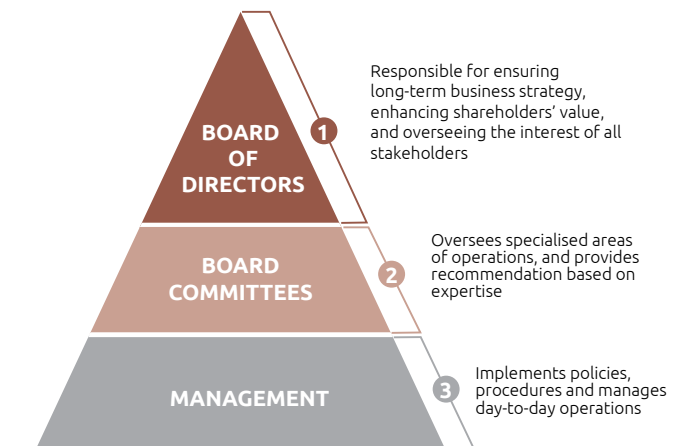 BOARD
OF
DIRECTORS
1
Responsible for ensuring
long-term business strategy,
enhancing shareholders’ value,
and overseeing the interest of all
stakeholders
BOARD
COMMITTEES
2
Oversees specialised areas
of operations, and provides
recommendation based on
expertise
MANAGEMENT
3
Implements policies,
procedures and manages
day-to-day operations